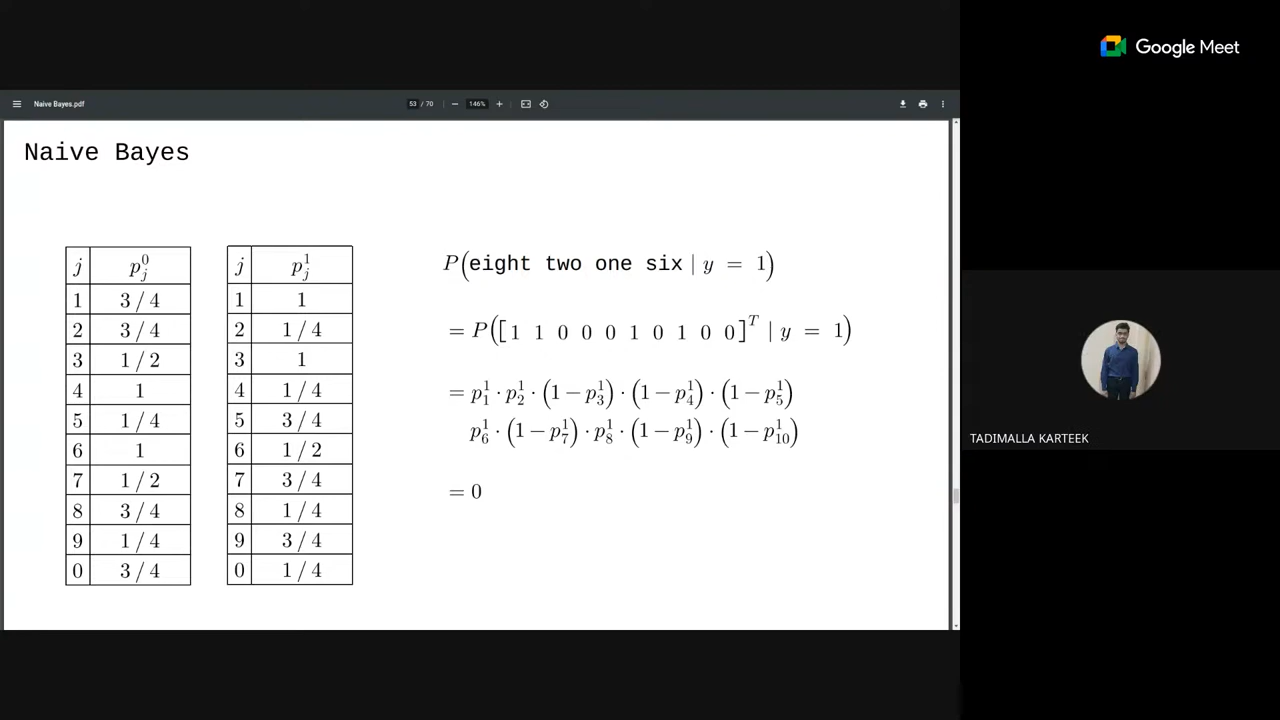 Google Meet
Naive Bayes.pdf
53 / 70
146%
Naive Bayes
j p_j^0
1 3 / 4
2 3 / 4
3 1 / 2
4 1
5 1 / 4
6 1
7 1 / 2
8 3 / 4
9 1 / 4
0 3 / 4
j p_j^1
1 1
2 1 / 4
3 1
4 1 / 4
5 3 / 4
6 1 / 2
7 3 / 4
8 1 / 4
9 3 / 4
0 1 / 4
P(eight two one six | y = 1)
= P([1 1 0 0 0 1 0 1 0 0]^T | y = 1)
= p_1^1 · p_2^1 · (1 − p_3^1) · (1 − p_4^1) · (1 − p_5^1)
p_6^1 · (1 − p_7^1) · p_8^1 · (1 − p_9^1) · (1 − p_10^1)
= 0
TADIMALLA KARTEEK